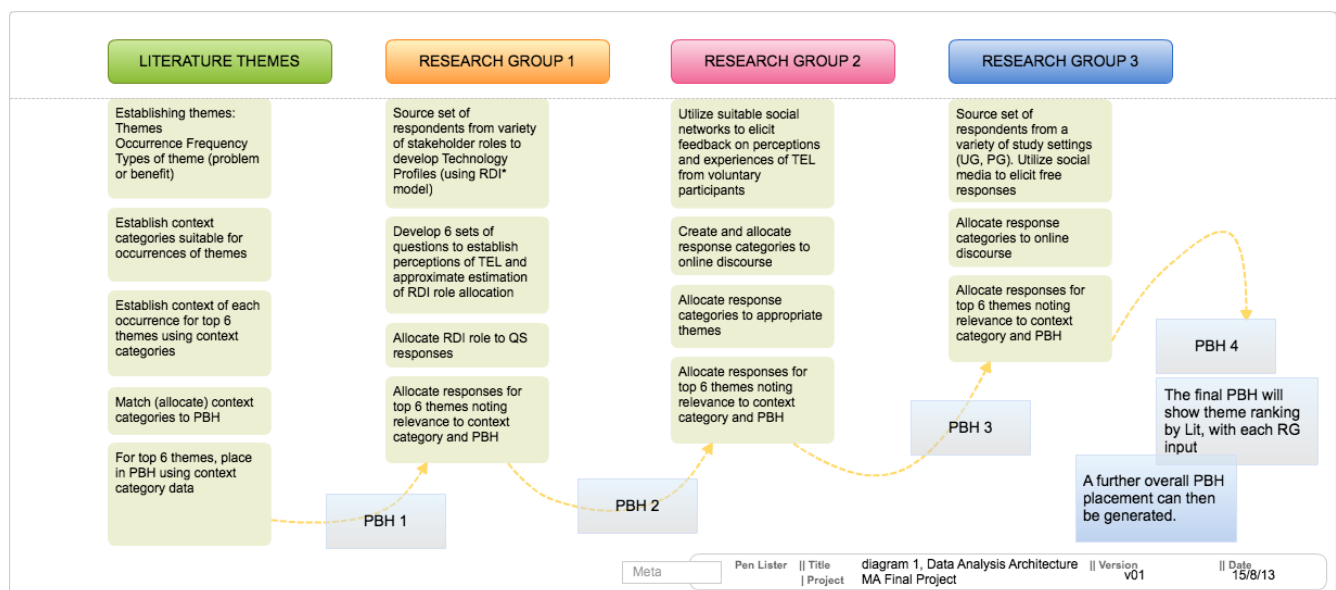 LITERATURE THEMES
RESEARCH GROUP 1
RESEARCH GROUP 2
RESEARCH GROUP 3
Establishing themes:
Themes
Occurrence Frequency
Types of theme (problem
or benefit)
Establish context
categories suitable for
occurrences of themes
Establish context of each
occurrence for top 6
themes using context
categories
Match (allocate) context
categories to PBH
For top 6 themes, place
in PBH using context
category data
PBH 1
Source set of
respondents from variety
of stakeholder roles to
develop Technology
Profiles (using RDI*
model)
Develop 6 sets of
questions to establish
perceptions of TEL and
approximate estimation
of RDI role allocation
Allocate RDI role to QS
responses
Allocate responses for
top 6 themes noting
relevance to context
category and PBH
PBH 2
Utilize suitable social
networks to elicit
feedback on perceptions
and experiences of TEL
from voluntary
participants
Create and allocate
response categories to
online discourse
Allocate response
categories to appropriate
themes
Allocate responses for
top 6 themes noting
relevance to context
category and PBH
PBH 3
Source set of
respondents from a
variety of study settings
(UG, PG). Utilize social
media to elicit free
responses
Allocate response
categories to online
discourse
Allocate responses for
top 6 themes noting
relevance to context
category and PBH
PBH 4
The final PBH will
show theme ranking
by Lit, with each RG
input
A further overall PBH
placement can then
be generated.
Meta
Pen Lister || Title diagram 1, Data Analysis Architecture || Version || Date
| Project MA Final Project v01 15/8/13